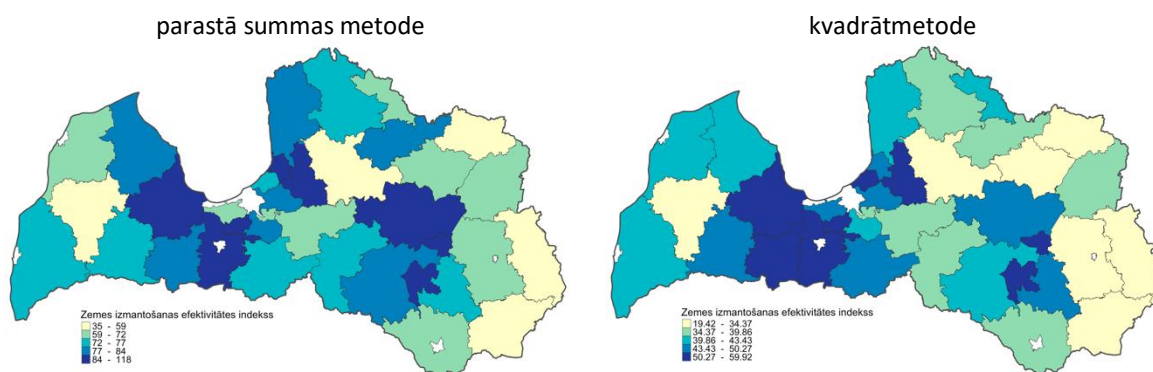 parastā summas metode
kvadrātmetode
Zemes izmantošanas efektivitātes indekss
35 - 59
59 - 72
72 - 77
77 - 84
84 - 118
Zemes izmantošanas efektivitātes indekss
19.42 - 34.37
34.37 - 39.86
39.86 - 43.43
43.43 - 50.27
50.27 - 59.92